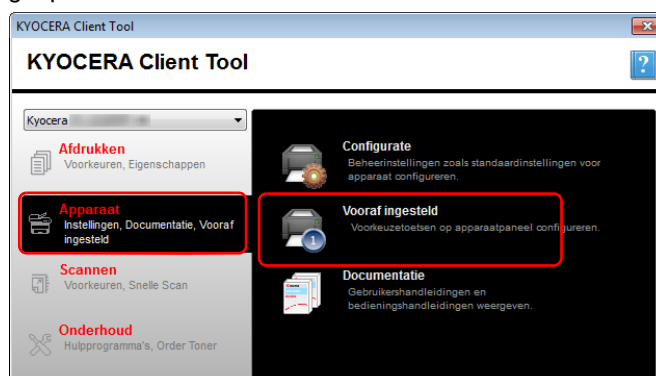 KYOCERA Client Tool
KYOCERA Client Tool
?
Kyocera
Afdrukken
Voorkeuren, Eigenschappen
Apparaat
Instellingen, Documentatie, Vooraf
ingesteld
Scannen
Voorkeuren, Snelle Scan
Onderhoud
Hulpprogramma's, Order Toner
Configurate
Beheerinstellingen zoals standaardinstellingen voor
apparaat configureren.
Vooraf ingesteld
Voorkeuzetoetsen op apparaatpaneel configureren.
1
Documentatie
Gebruikershandleidingen en
bedieningshandleidingen weergeven.